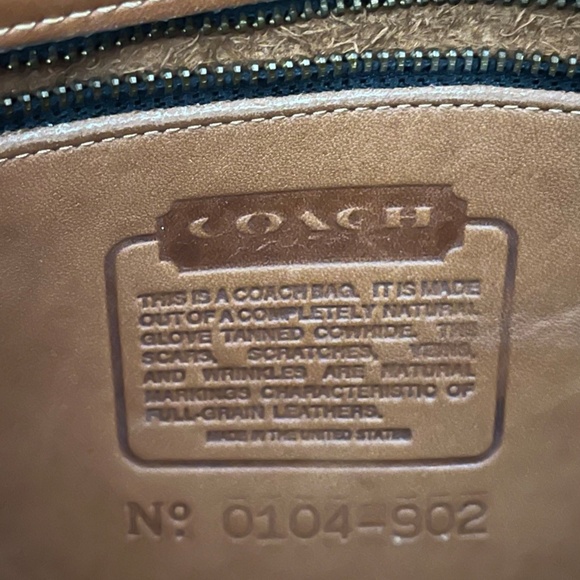 COACH
THIS IS A COACH BAG. IT IS MADE
OUT OF A COMPLETELY NATURAL
GLOVE TANNED COWHIDE. THE
SCARS, SCRATCHES, VEINS,
AND WRINKLES ARE NATURAL
MARKINGS CHARACTERISTIC OF
FULL-GRAIN LEATHERS.
MADE IN THE UNITED STATES
No 0104-902